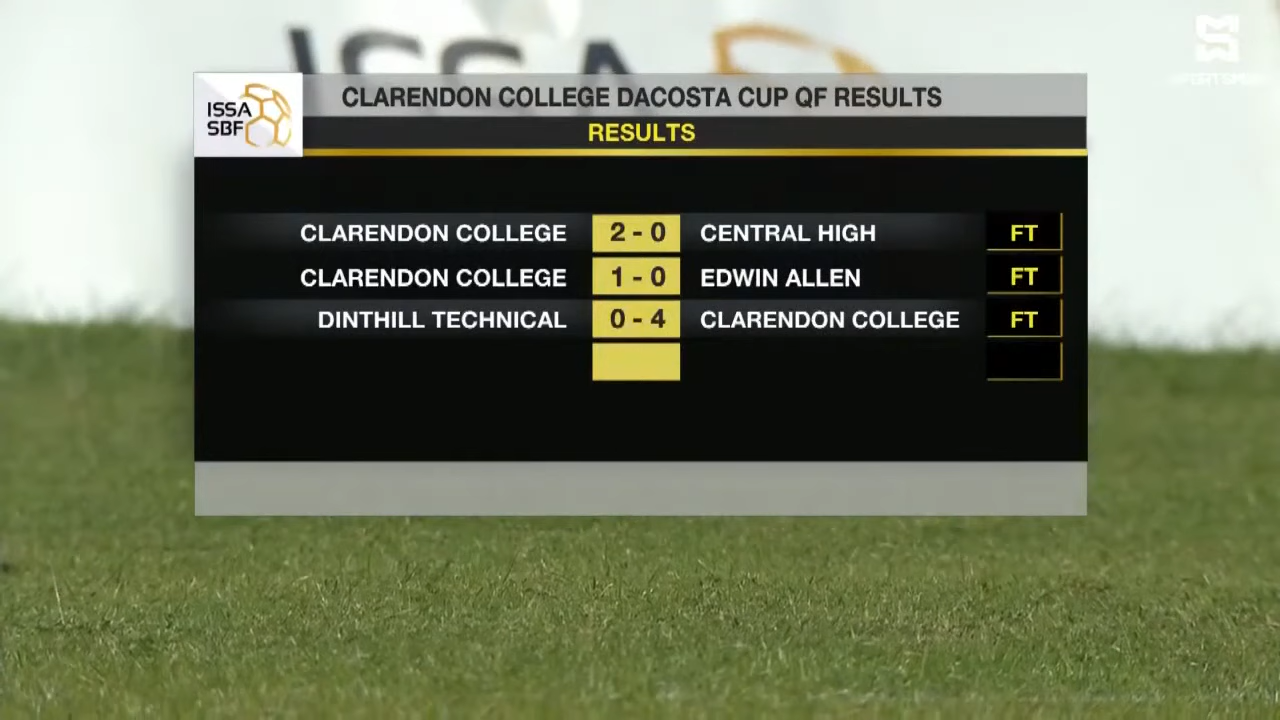 ISSA
CLARENDON COLLEGE DACOSTA CUP QF RESULTS
ISSA
SBF
RESULTS
CLARENDON COLLEGE 2 - 0 CENTRAL HIGH FT
CLARENDON COLLEGE 1 - 0 EDWIN ALLEN FT
DINTHILL TECHNICAL 0 - 4 CLARENDON COLLEGE FT